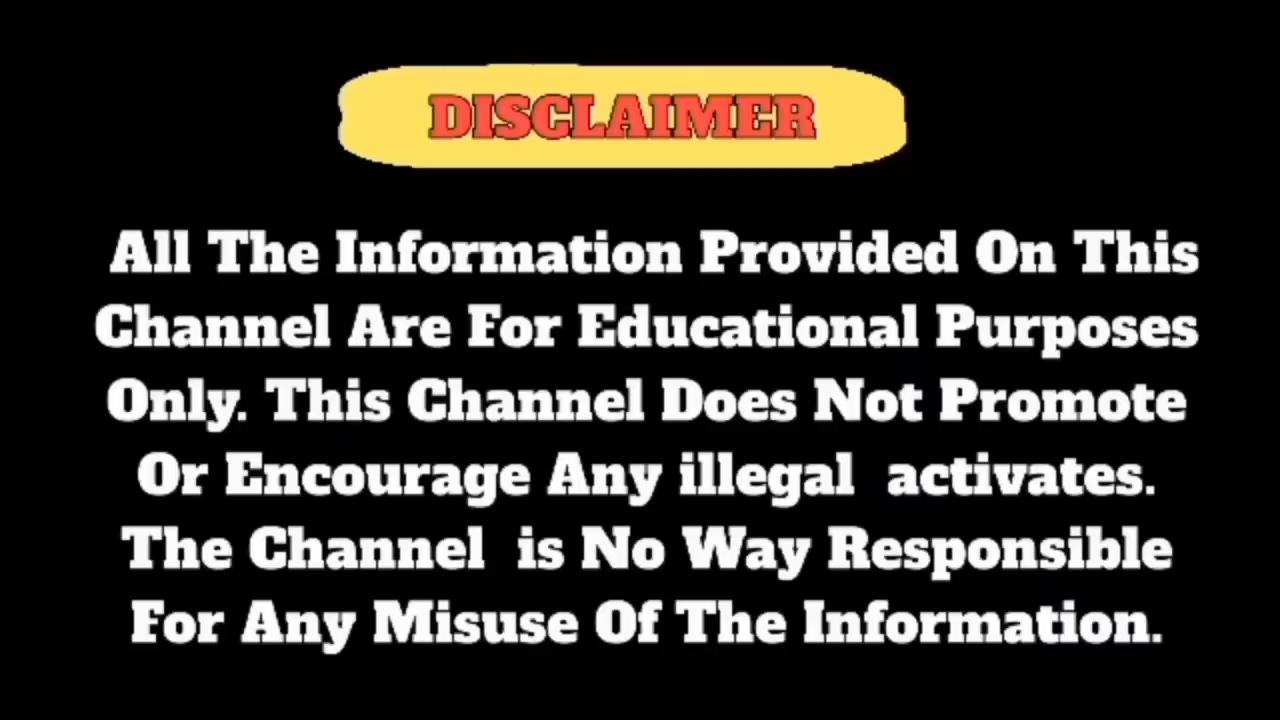 DISCLAIMER
All The Information Provided On This
Channel Are For Educational Purposes
Only. This Channel Does Not Promote
Or Encourage Any illegal activates.
The Channel is No Way Responsible
For Any Misuse Of The Information.